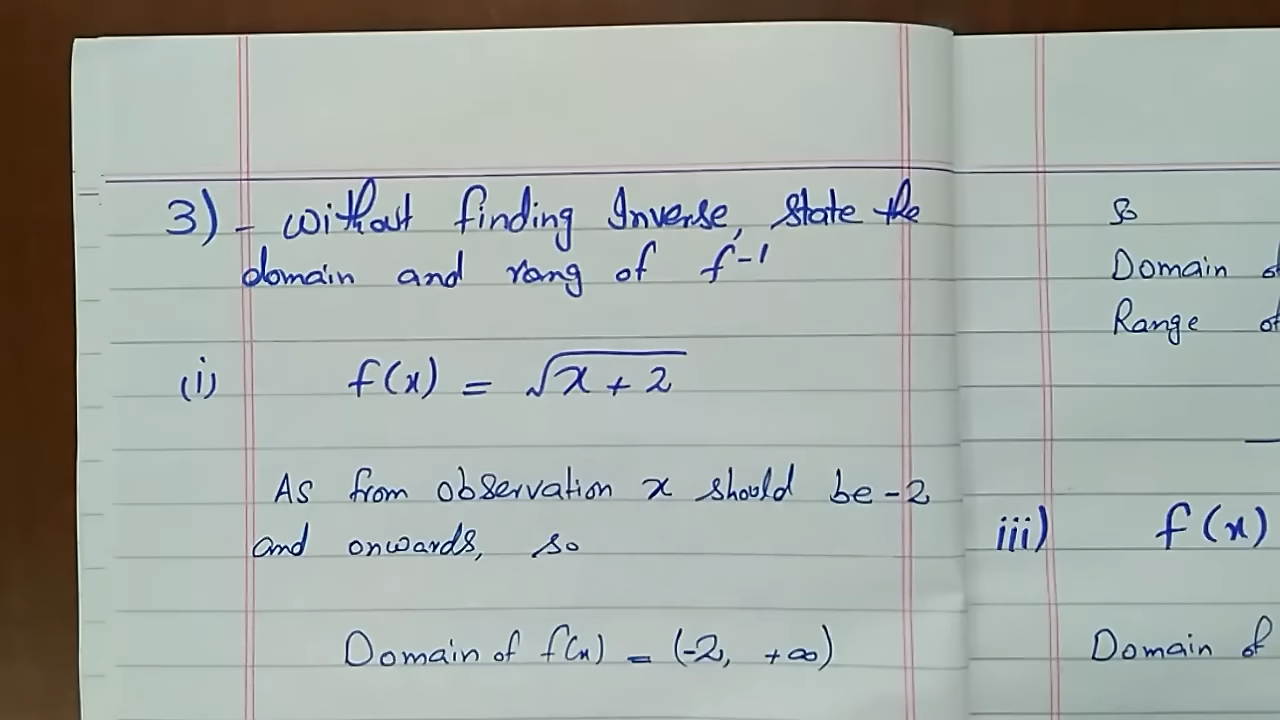 3) - without finding Inverse, state the
domain and rang of f⁻¹
(i) f(x) = √x + 2
As from observation x should be -2
and onwards, so
Domain of f(x) = (-2, +∞)
so
Domain of
Range of
iii) f(x)
Domain of